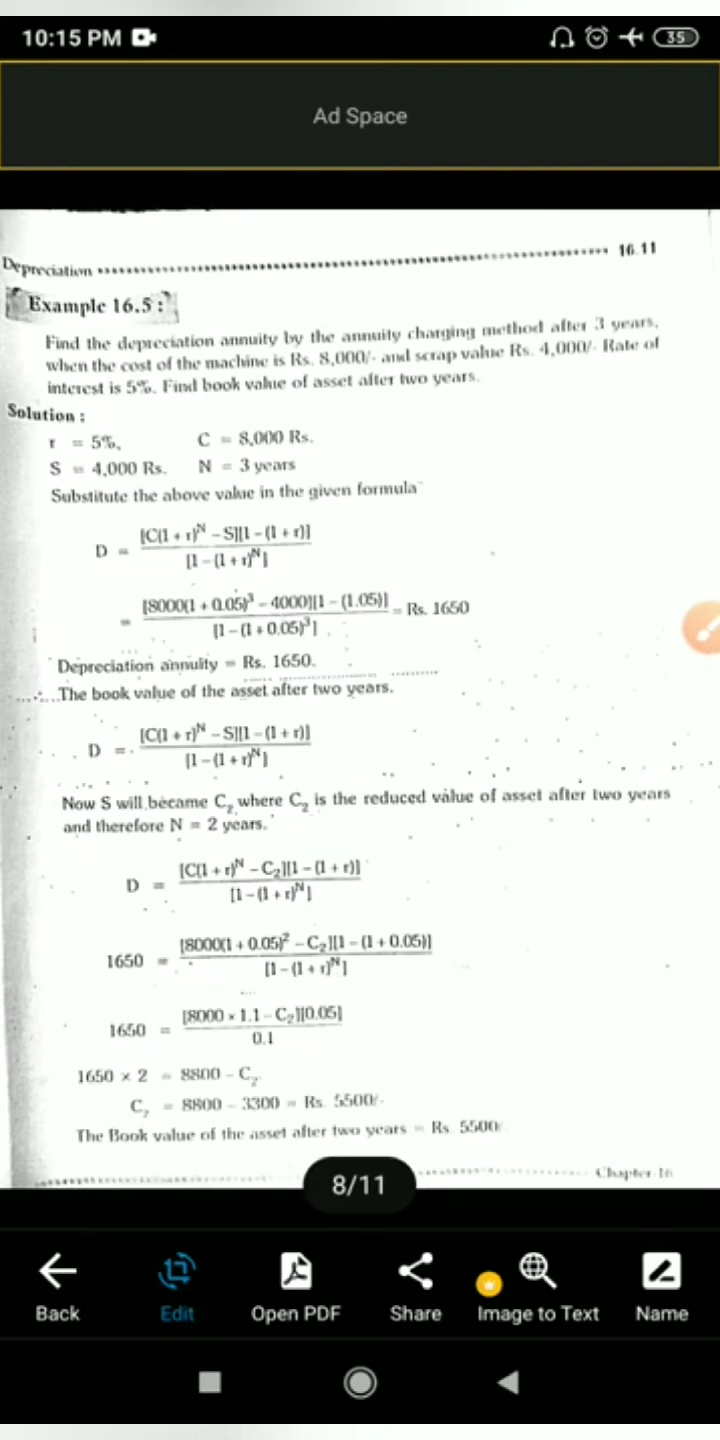 10:15 PM
35
Ad Space
Depreciation 16.11
Example 16.5 :
Find the depreciation annuity by the annuity charging method after 3 years,
when the cost of the machine is Rs. 8,000/- and scrap value Rs. 4,000/- Rate of
interest is 5%. Find book value of asset after two years.
Solution :
r = 5%, C = 8,000 Rs.
S = 4,000 Rs. N = 3 years
Substitute the above value in the given formula
D = [C(1 + r)^N - S][1 - (1 + r)]
[1 - (1 + r)^N]
= [8000(1 + 0.05)³ - 4000][1 - (1.05)] = Rs. 1650
[1 - (1 + 0.05)³]
Depreciation annuity = Rs. 1650.
The book value of the asset after two years.
D = [C(1 + r)^N - S][1 - (1 + r)]
[1 - (1 + r)^N]
Now S will became C₂ where C₂ is the reduced value of asset after two years
and therefore N = 2 years.
D = [C(1 + r)^N - C₂][1 - (1 + r)]
[1 - (1 + r)^N]
1650 = [8000(1 + 0.05)² - C₂][1 - (1 + 0.05)]
[1 - (1 + r)^N]
1650 = [8000 × 1.1 - C₂][0.05]
0.1
1650 × 2 = 8800 - C₂
C₂ = 8800 - 3300 = Rs. 5500/-
The Book value of the asset after two years = Rs. 5500/
Chapter-16
8/11
Back Edit Open PDF Share Image to Text Name